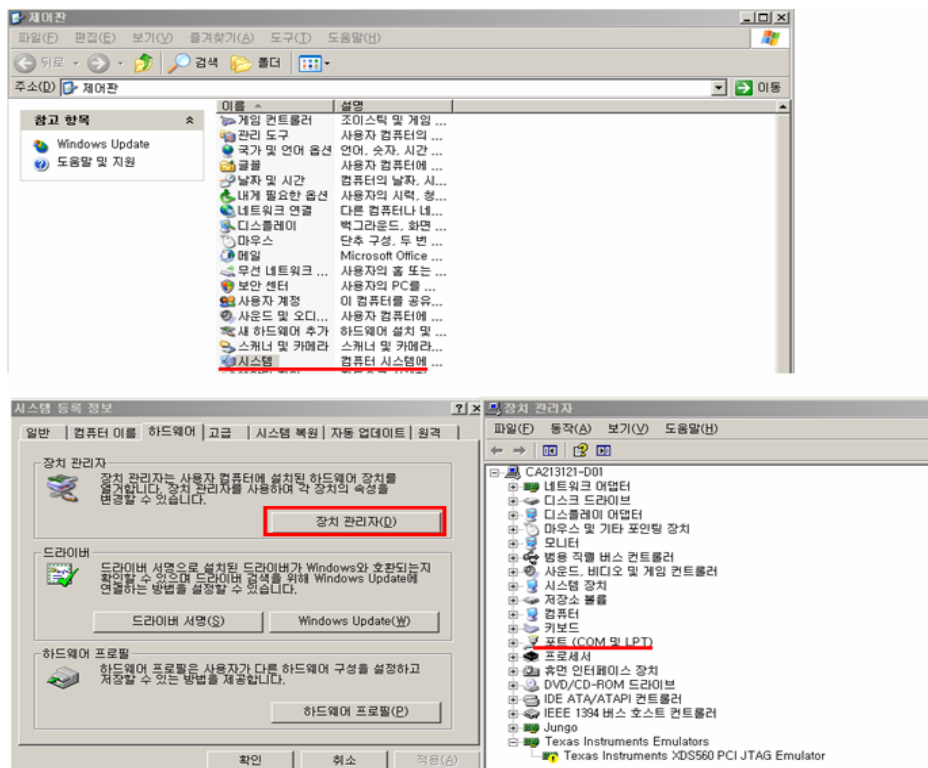 제어판
파일(F) 편집(E) 보기(V) 즐겨찾기(A) 도구(T) 도움말(H)
뒤로 검색 폴더
주소(D) 제어판 이동
참고 항목
Windows Update
도움말 및 지원
이름 설명
게임 컨트롤러 조이스틱 및 게임 ...
관리 도구 사용자 컴퓨터의 ...
국가 및 언어 옵션 언어, 숫자, 시간 ...
글꼴 사용자 컴퓨터에 ...
날짜 및 시간 컴퓨터의 날짜, 시...
내게 필요한 옵션 사용자의 시력, 청...
네트워크 연결 다른 컴퓨터나 네...
디스플레이 백그라운드, 화면 ...
마우스 단추 구성, 두 번 ...
메일 Microsoft Office ...
무선 네트워크 ... 사용자의 홈 또는 ...
보안 센터 사용자의 PC를 ...
사용자 계정 이 컴퓨터를 공유...
사운드 및 오디... 사용자 컴퓨터에 ...
새 하드웨어 추가 하드웨어 설치 및 ...
스캐너 및 카메라 스캐너 및 카메라...
시스템 컴퓨터 시스템에 ...
시스템 등록 정보
일반 컴퓨터 이름 하드웨어 고급 시스템 복원 자동 업데이트 원격
장치 관리자
장치 관리자는 사용자 컴퓨터에 설치된 하드웨어 장치를
열거합니다. 장치 관리자를 사용하여 각 장치의 속성을
변경할 수 있습니다.
장치 관리자(D)
드라이버
드라이버 서명으로 설치된 드라이버가 Windows와 호환되는지
확인할 수 있으며 드라이버 검색을 위해 Windows Update에
연결하는 방법을 설정할 수 있습니다.
드라이버 서명(S) Windows Update(W)
하드웨어 프로필
하드웨어 프로필은 사용자가 다른 하드웨어 구성을 설정하고
저장할 수 있는 방법을 제공합니다.
하드웨어 프로필(P)
확인 취소 적용(A)
장치 관리자
파일(F) 동작(A) 보기(V) 도움말(H)
CA213121-D01
네트워크 어댑터
디스크 드라이브
디스플레이 어댑터
마우스 및 기타 포인팅 장치
모니터
범용 직렬 버스 컨트롤러
사운드, 비디오 및 게임 컨트롤러
시스템 장치
저장소 볼륨
컴퓨터
키보드
포트 (COM 및 LPT)
프로세서
휴먼 인터페이스 장치
DVD/CD-ROM 드라이브
IDE ATA/ATAPI 컨트롤러
IEEE 1394 버스 호스트 컨트롤러
Jungo
Texas Instruments Emulators
Texas Instruments XDS560 PCI JTAG Emulator